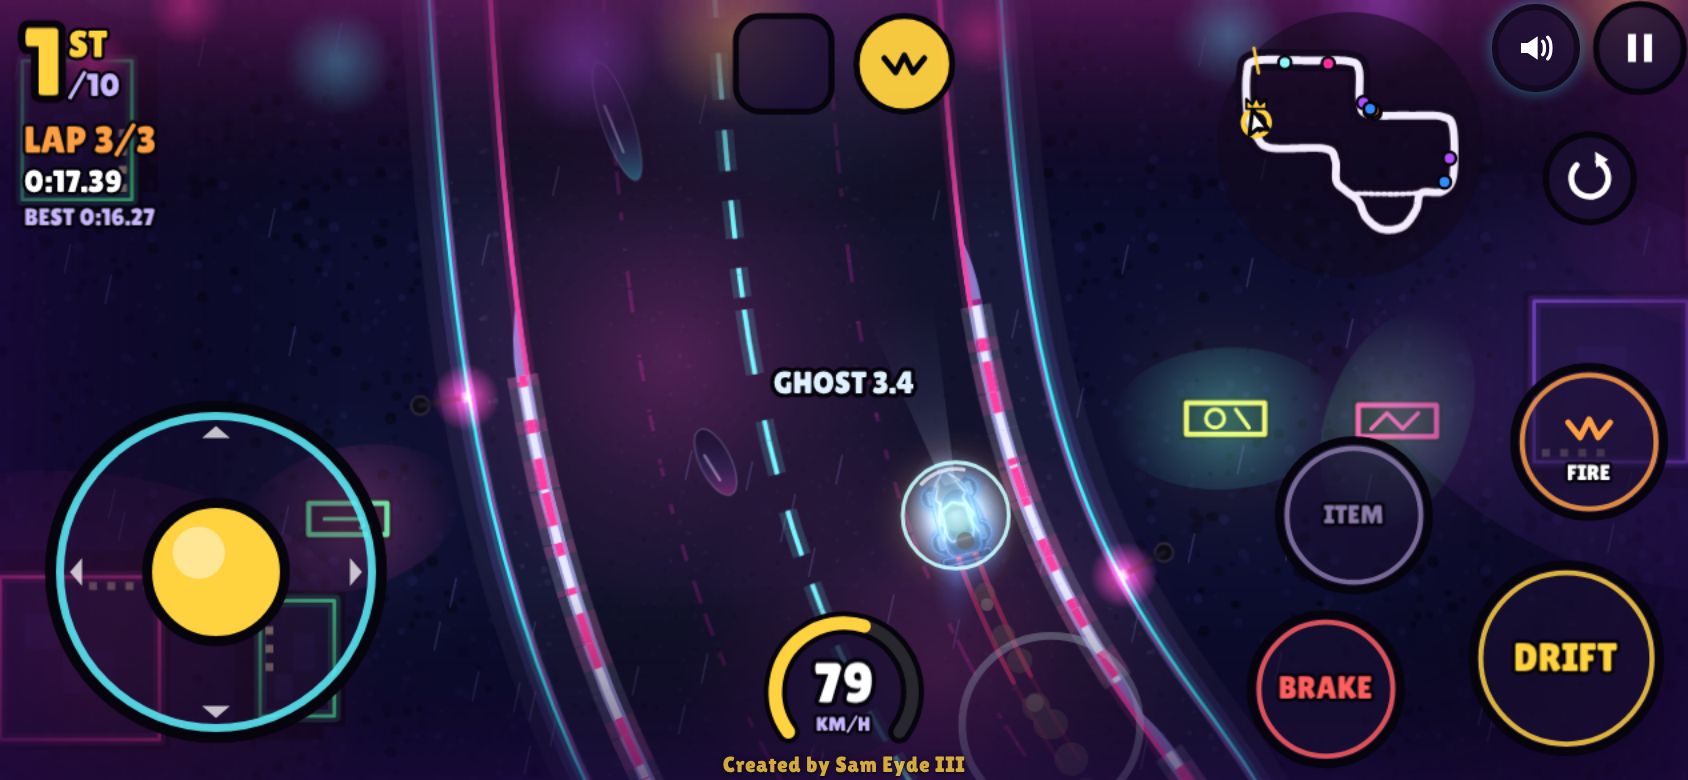 1ST
/10
LAP 3/3
0:17.39
BEST 0:16.27
GHOST 3.4
FIRE
ITEM
DRIFT
BRAKE
79
KM/H
Created by Sam Eyde III